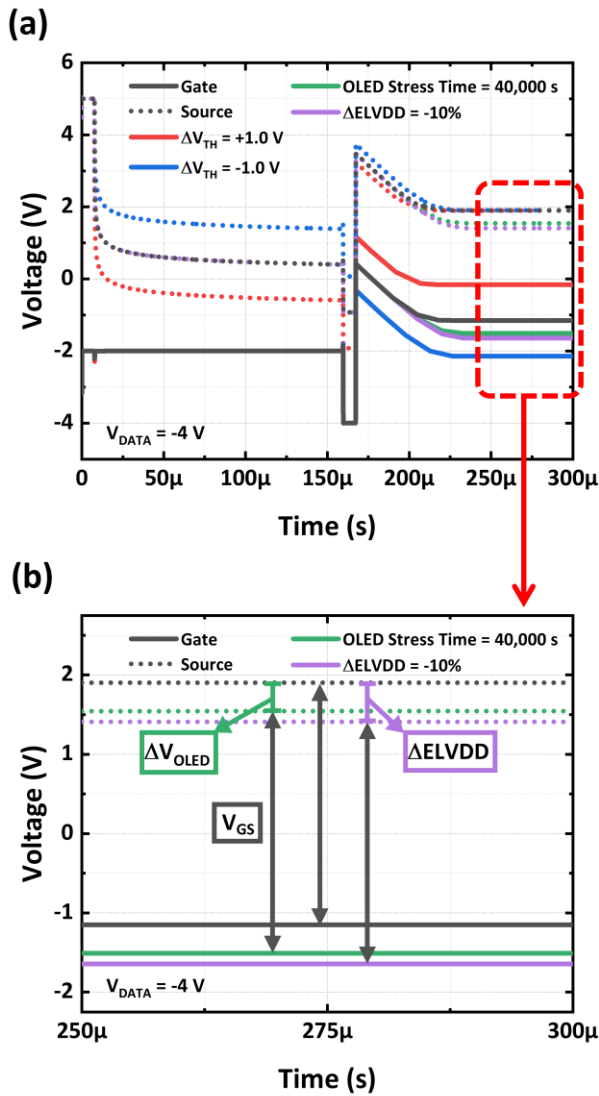 (a)
Gate
OLED Stress Time = 40,000 s
Source
ΔELVDD = -10%
ΔV_TH = +1.0 V
ΔV_TH = -1.0 V
6
4
2
0
-2
-4
Voltage (V)
V_DATA = -4 V
0
50µ
100µ
150µ
200µ
250µ
300µ
Time (s)
(b)
Gate
OLED Stress Time = 40,000 s
Source
ΔELVDD = -10%
2
1
0
-1
-2
Voltage (V)
ΔV_OLED
ΔELVDD
V_GS
V_DATA = -4 V
250µ
275µ
300µ
Time (s)